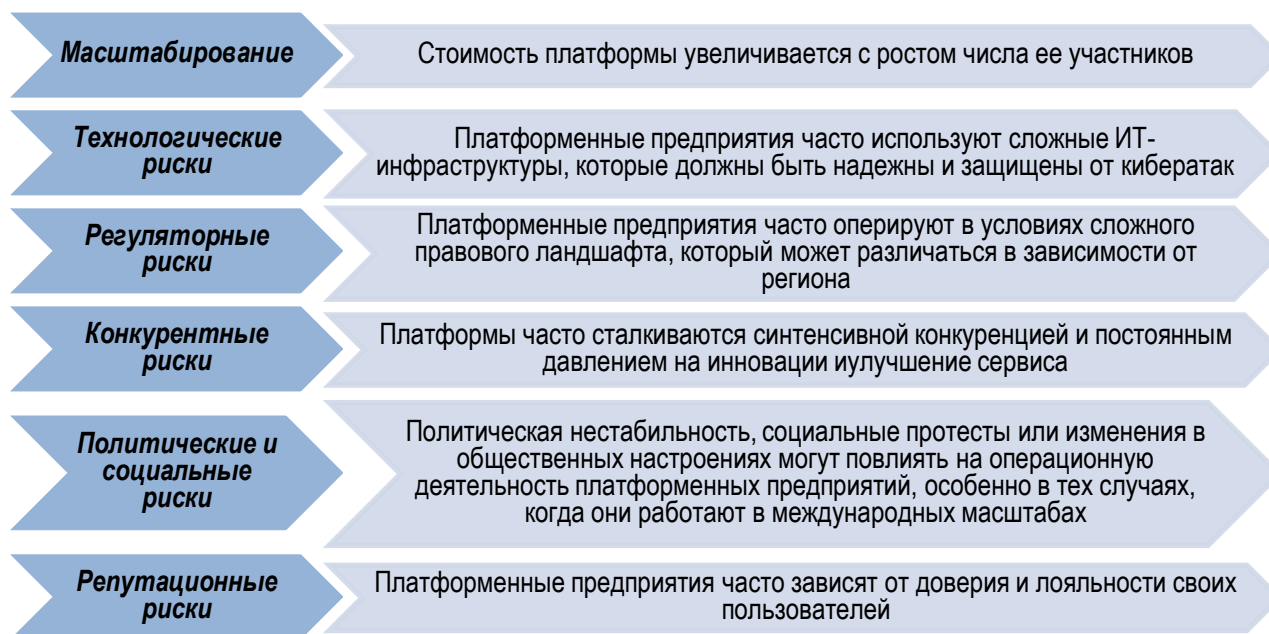 Масштабирование
Стоимость платформы увеличивается с ростом числа ее участников
Технологические
риски
Платформенные предприятия часто используют сложные ИТ-
инфраструктуры, которые должны быть надежны и защищены от кибератак
Регуляторные
риски
Платформенные предприятия часто оперируют в условиях сложного
правового ландшафта, который может различаться в зависимости от
региона
Конкурентные
риски
Платформы часто сталкиваются синтенсивной конкуренцией и постоянным
давлением на инновации иулучшение сервиса
Политические и
социальные
риски
Политическая нестабильность, социальные протесты или изменения в
общественных настроениях могут повлиять на операционную
деятельность платформенных предприятий, особенно в тех случаях,
когда они работают в международных масштабах
Репутационные
риски
Платформенные предприятия часто зависят от доверия и лояльности своих
пользователей